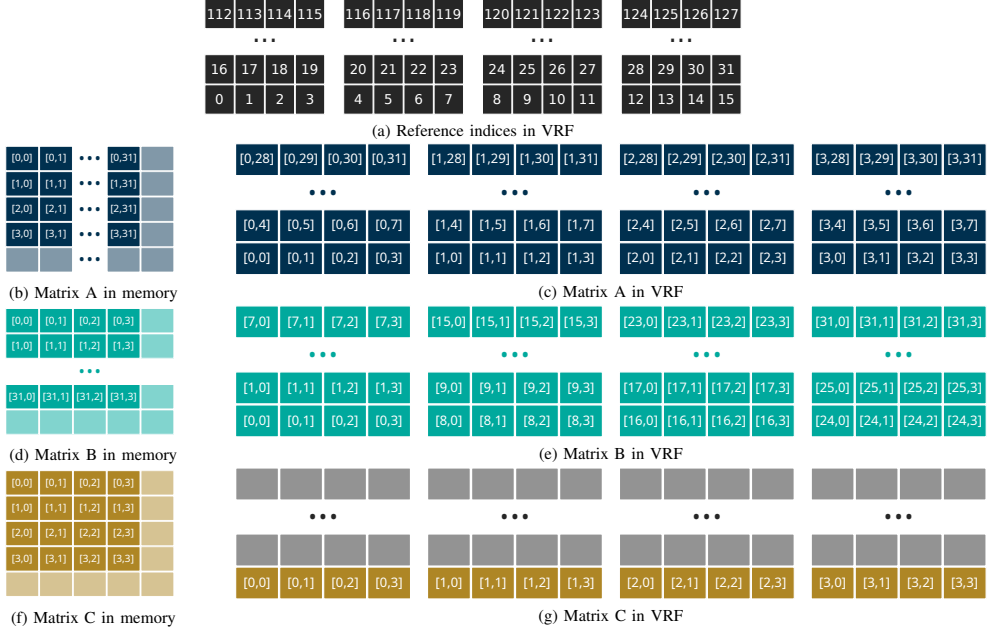 112 113 114 115 116 117 118 119 120 121 122 123 124 125 126 127
... ... ... ...
16 17 18 19 20 21 22 23 24 25 26 27 28 29 30 31
0 1 2 3 4 5 6 7 8 9 10 11 12 13 14 15
(a) Reference indices in VRF
[0,0] [0,1] ... [0,31]
[1,0] [1,1] ... [1,31]
[2,0] [2,1] ... [2,31]
[3,0] [3,1] ... [3,31]
...
(b) Matrix A in memory
[0,28] [0,29] [0,30] [0,31] [1,28] [1,29] [1,30] [1,31] [2,28] [2,29] [2,30] [2,31] [3,28] [3,29] [3,30] [3,31]
... ... ... ...
[0,4] [0,5] [0,6] [0,7] [1,4] [1,5] [1,6] [1,7] [2,4] [2,5] [2,6] [2,7] [3,4] [3,5] [3,6] [3,7]
[0,0] [0,1] [0,2] [0,3] [1,0] [1,1] [1,2] [1,3] [2,0] [2,1] [2,2] [2,3] [3,0] [3,1] [3,2] [3,3]
(c) Matrix A in VRF
[0,0] [0,1] [0,2] [0,3]
[1,0] [1,1] [1,2] [1,3]
...
[31,0] [31,1] [31,2] [31,3]
(d) Matrix B in memory
[7,0] [7,1] [7,2] [7,3] [15,0] [15,1] [15,2] [15,3] [23,0] [23,1] [23,2] [23,3] [31,0] [31,1] [31,2] [31,3]
... ... ... ...
[1,0] [1,1] [1,2] [1,3] [9,0] [9,1] [9,2] [9,3] [17,0] [17,1] [17,2] [17,3] [25,0] [25,1] [25,2] [25,3]
[0,0] [0,1] [0,2] [0,3] [8,0] [8,1] [8,2] [8,3] [16,0] [16,1] [16,2] [16,3] [24,0] [24,1] [24,2] [24,3]
(e) Matrix B in VRF
[0,0] [0,1] [0,2] [0,3]
[1,0] [1,1] [1,2] [1,3]
[2,0] [2,1] [2,2] [2,3]
[3,0] [3,1] [3,2] [3,3]
(f) Matrix C in memory
... ... ... ...
[0,0] [0,1] [0,2] [0,3] [1,0] [1,1] [1,2] [1,3] [2,0] [2,1] [2,2] [2,3] [3,0] [3,1] [3,2] [3,3]
(g) Matrix C in VRF